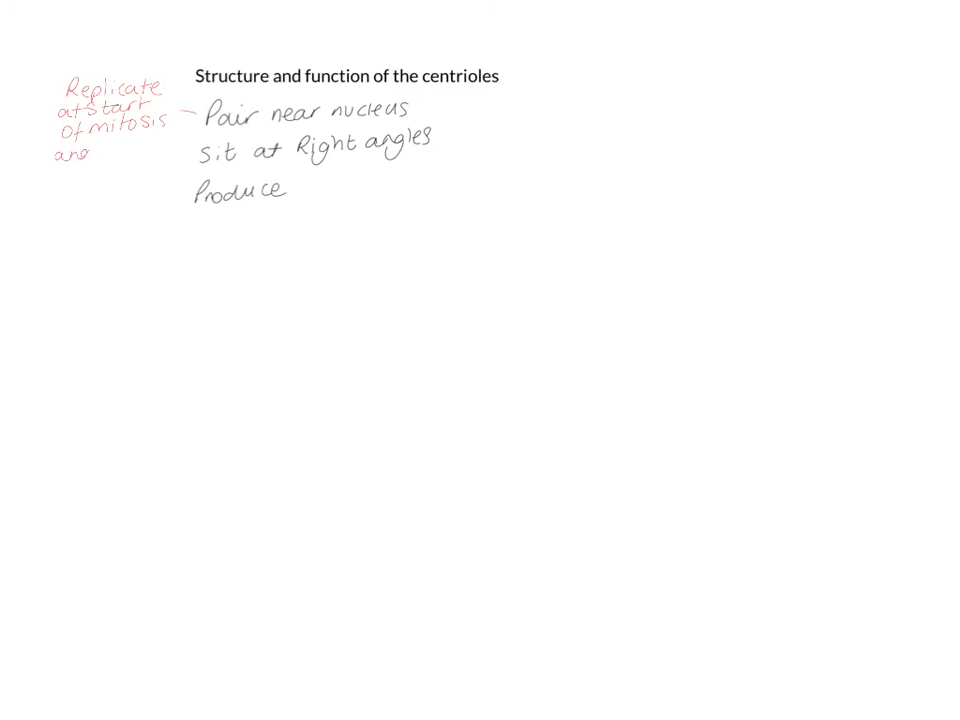 Structure and function of the centrioles
Replicate
at start
of mitosis
and
- Pair near nucleus
Sit at Right angles
Produce